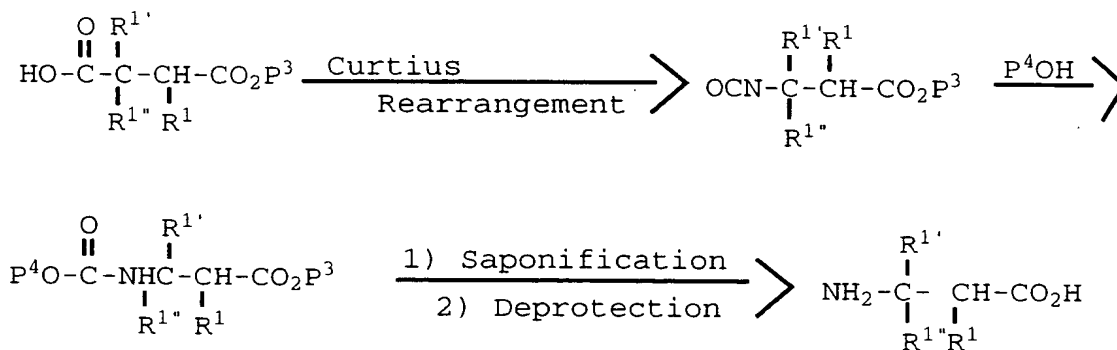 O R¹' R¹' R¹
HO-C-C-CH-CO₂P³ Curtius Rearrangement OCN-C-CH-CO₂P³ P⁴OH
R¹" R¹ R¹"
O R¹' R¹'
P⁴O-C-NHC-CH-CO₂P³ 1) Saponification 2) Deprotection NH₂-C-CH-CO₂H
R¹" R¹ R¹" R¹